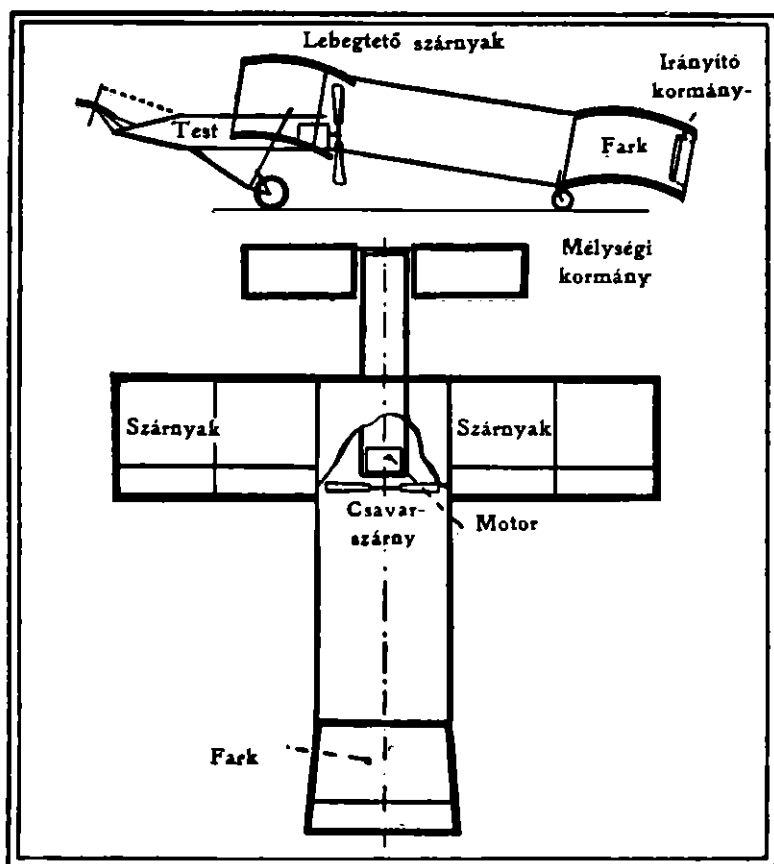 Lebegtető szárnyak
Irányító
kormány-
Test
Fark
Mélységi
kormány
Szárnyak
Szárnyak
Csavar-
szárny
Motor
Fark